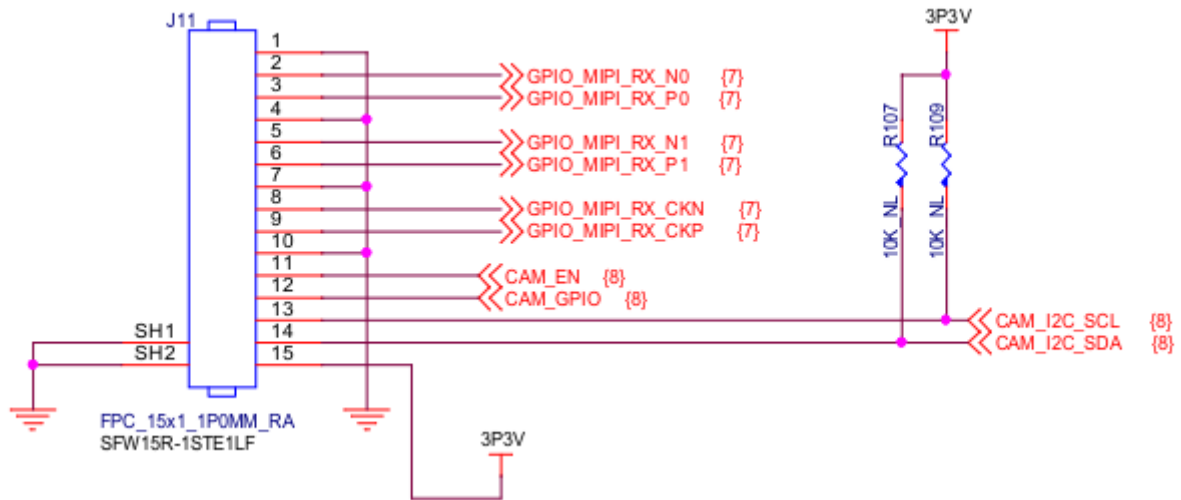 J11
3P3V
1
2 GPIO_MIPI_RX_N0 {7}
3 GPIO_MIPI_RX_P0 {7}
4
5 GPIO_MIPI_RX_N1 {7}
6 GPIO_MIPI_RX_P1 {7}
7
8 GPIO_MIPI_RX_CKN {7}
9 GPIO_MIPI_RX_CKP {7}
10
11 CAM_EN {8}
12 CAM_GPIO {8}
13 CAM_I2C_SCL {8}
SH1 14 CAM_I2C_SDA {8}
SH2 15
R107
10K_NL
R109
10K_NL
FPC_15x1_1P0MM_RA
SFW15R-1STE1LF
3P3V